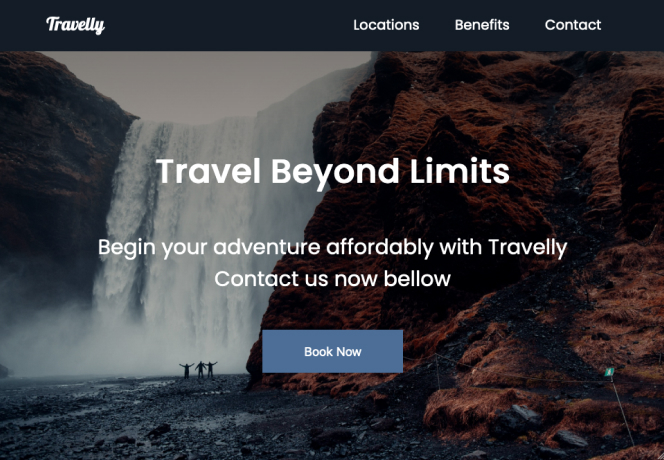 Travelly
Locations Benefits Contact
Travel Beyond Limits
Begin your adventure affordably with Travelly
Contact us now bellow
Book Now